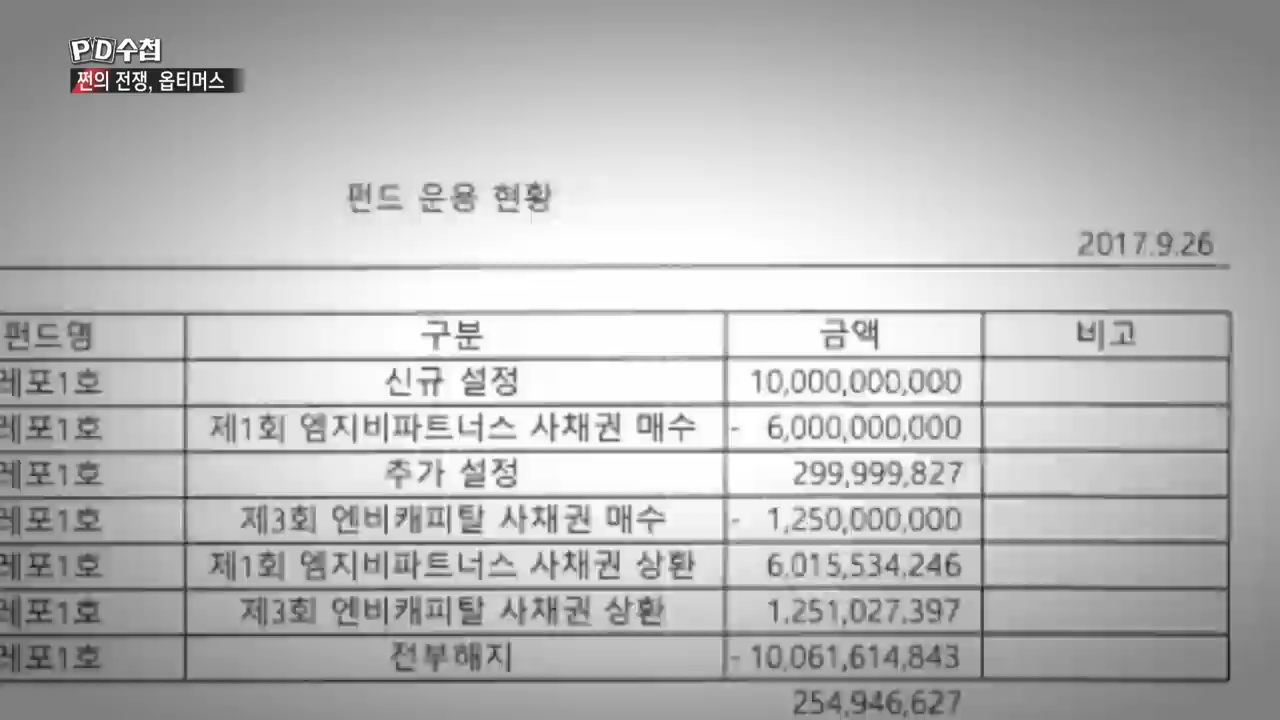 PD수첩
쩐의 전쟁, 옵티머스
펀드 운용 현황
2017.9.26
펀드명 구분 금액 비고
레포1호 신규 설정 10,000,000,000
레포1호 제1회 엠지비파트너스 사채권 매수 - 6,000,000,000
레포1호 추가 설정 299,999,827
레포1호 제3회 엔비캐피탈 사채권 매수 - 1,250,000,000
레포1호 제1회 엠지비파트너스 사채권 상환 6,015,534,246
레포1호 제3회 엔비캐피탈 사채권 상환 1,251,027,397
레포1호 전부해지 - 10,061,614,843
254,946,627